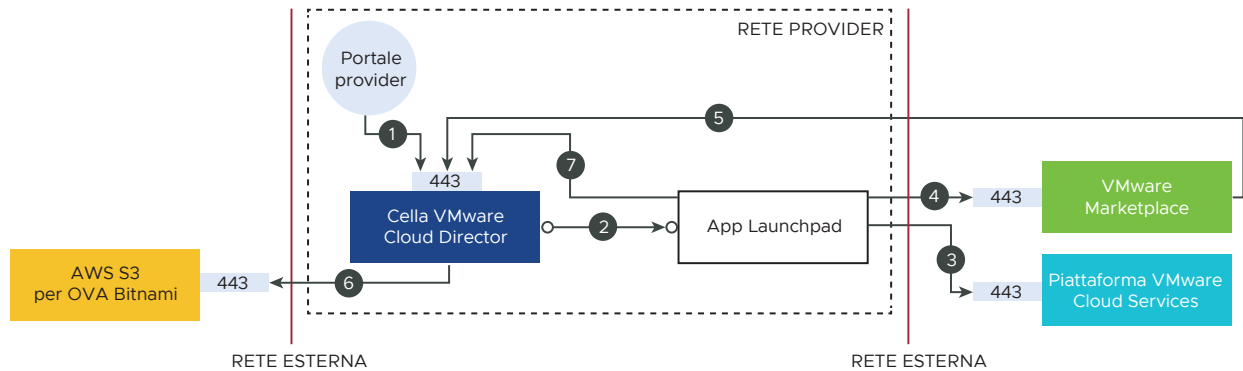 RETE PROVIDER
Portale
provider
1
5
7
443
Cella VMware
Cloud Director
2
App Launchpad
4
443
VMware
Marketplace
3
443
Piattaforma VMware
Cloud Services
AWS S3
per OVA Bitnami
443
6
RETE ESTERNA
RETE ESTERNA